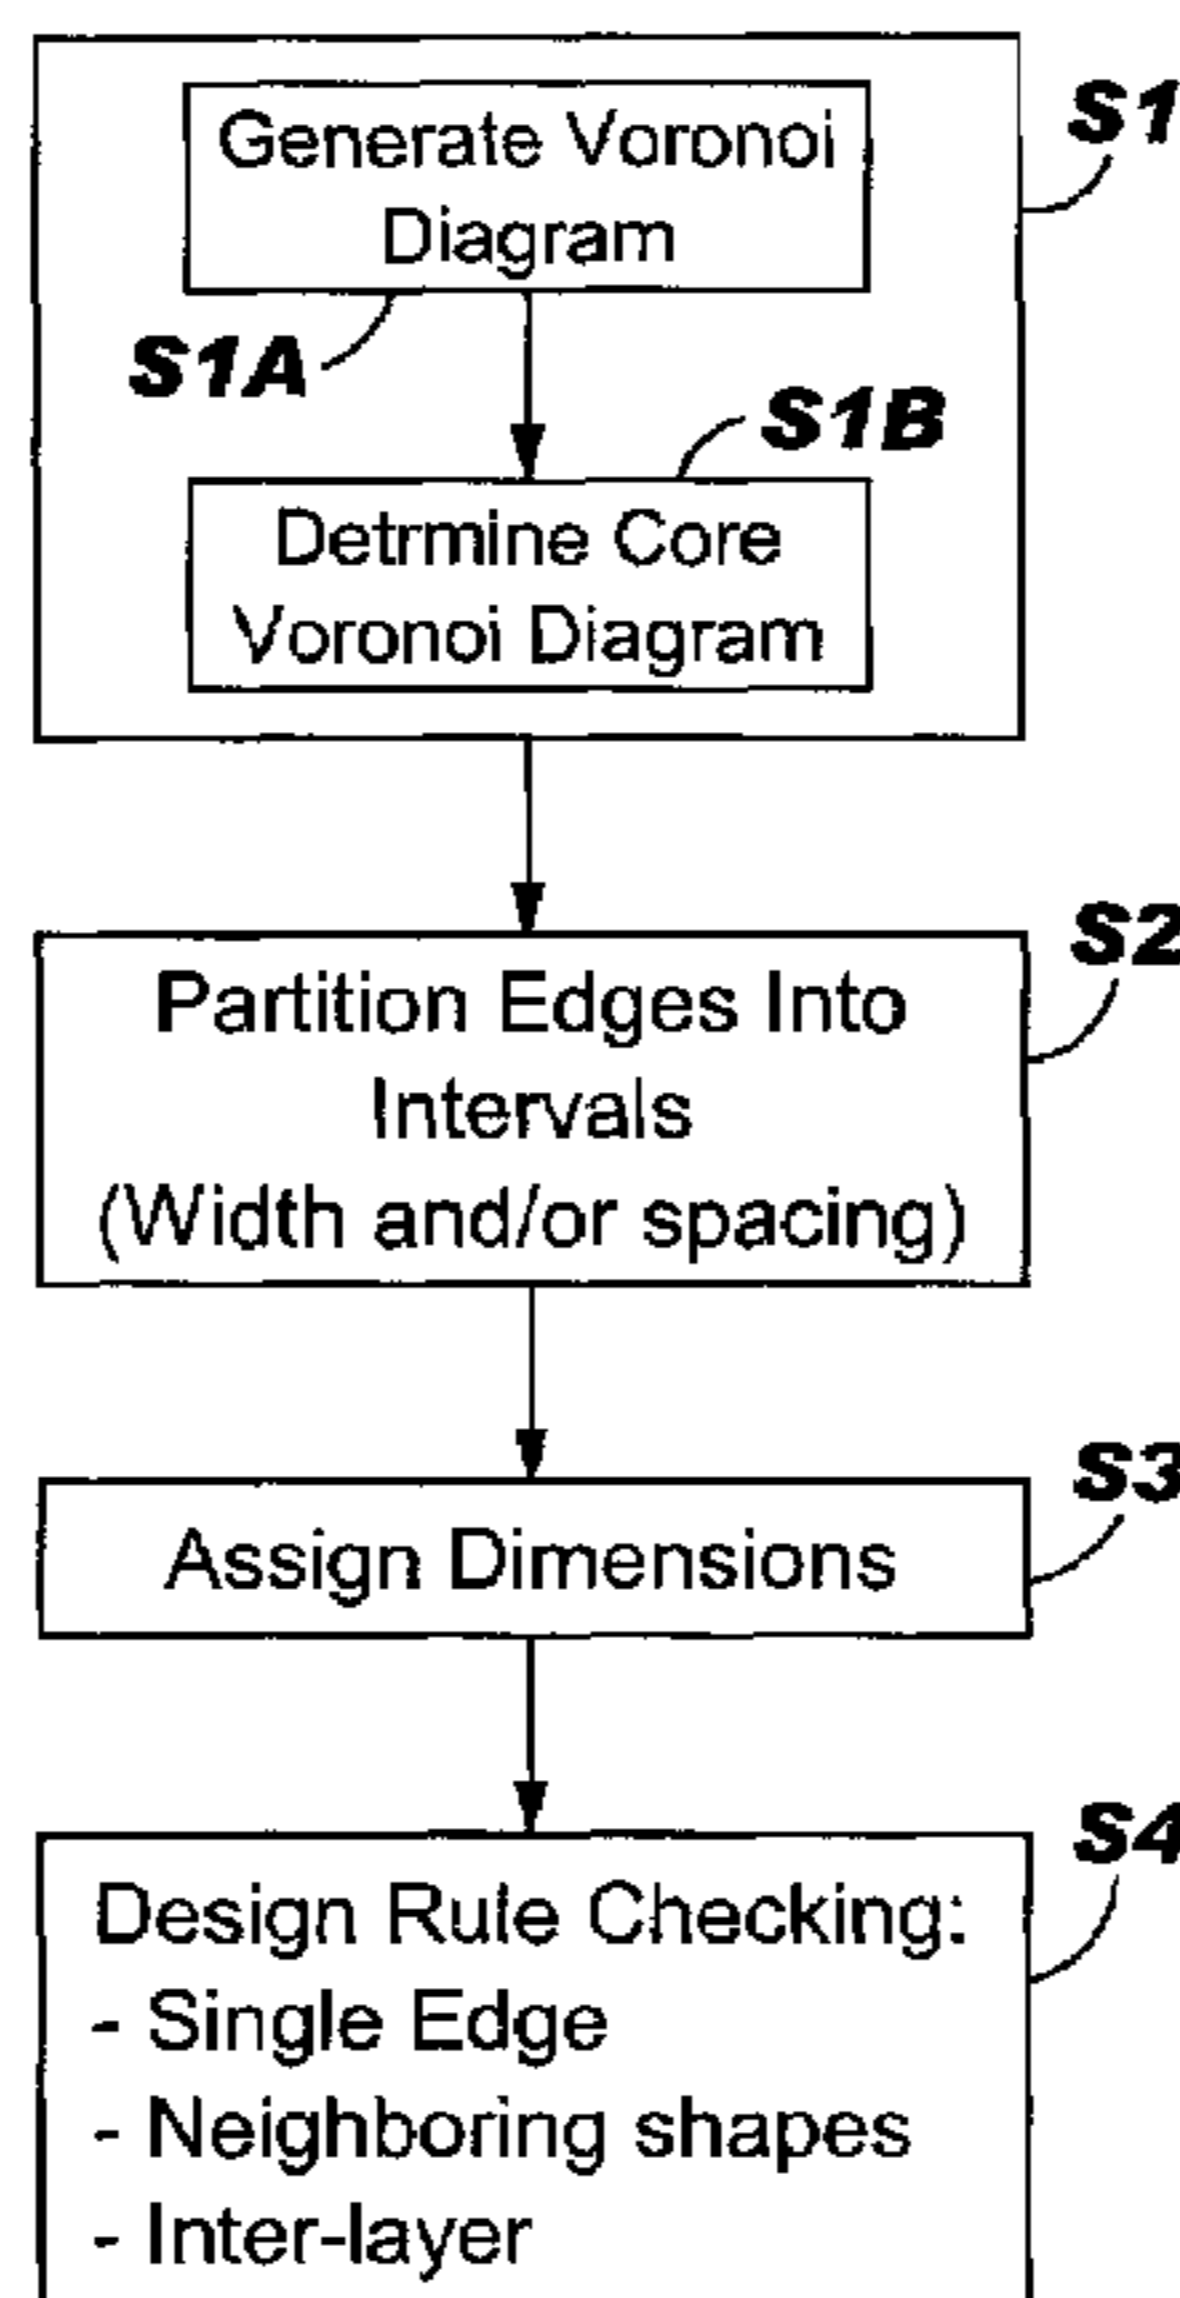 Generate Voronoi
Diagram
S1
S1A
S1B
Detrmine Core
Voronoi Diagram
S2
Partition Edges Into
Intervals
(Width and/or spacing)
S3
Assign Dimensions
S4
Design Rule Checking:
- Single Edge
- Neighboring shapes
- Inter-layer